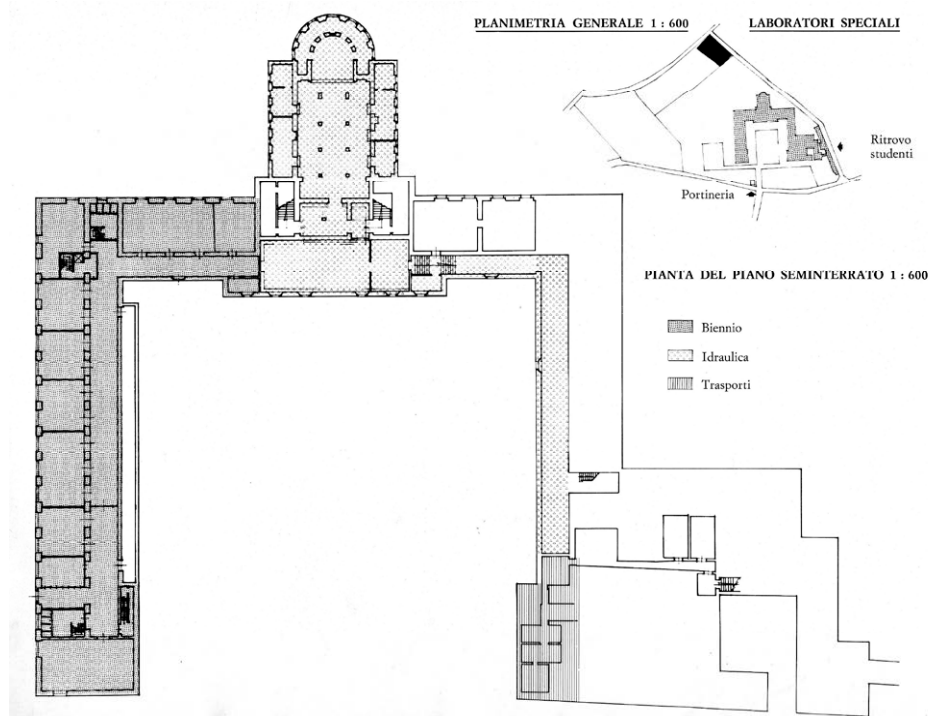 PLANIMETRIA GENERALE 1 : 600
LABORATORI SPECIALI
Ritrovo
studenti
Portineria
PIANTA DEL PIANO SEMINTERRATO 1 : 600
Biennio
Idraulica
Trasporti